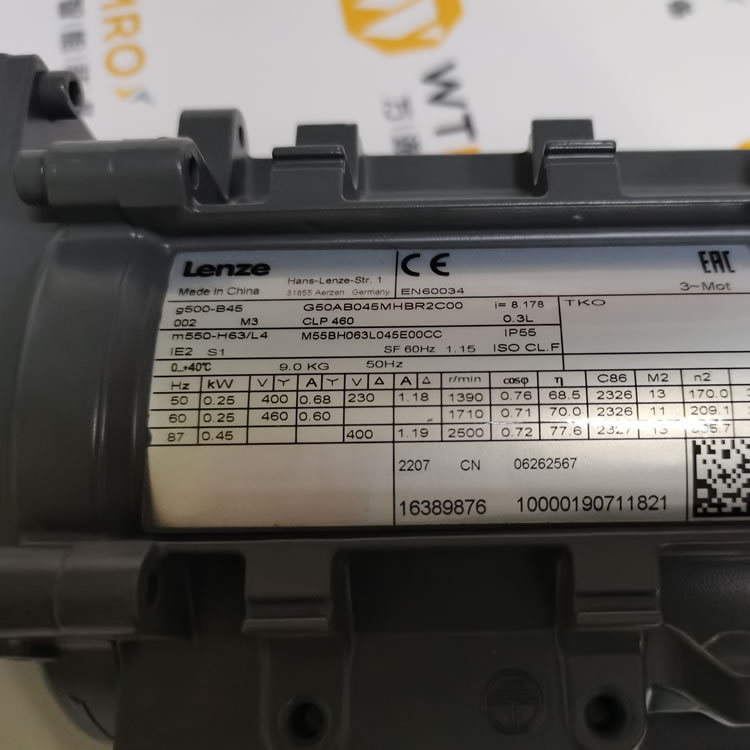 MRO
WT
Lenze
Hans-Lenze-Str. 1
Made in China
31855 Aerzen Germany
CE
EN60034
EAC
3~Mot
g500-B45
G50AB045MHBR2C00
i= 8.178
TKO
002 M3 CLP 460
0.3L
m550-H63/L4
M55BH063L045E00CC
IP55
IE2 S1
SF 60Hz 1.15
ISO CL.F
0..+40℃ 9.0 KG 50Hz
Hz kW V Y A Y V Δ A Δ r/min cosφ η C86 M2 n2
50 0.25 400 0.68 230 1.18 1390 0.76 68.5 2326 13 170.0
60 0.25 460 0.60 1710 0.71 70.0 2326 11 209.1
87 0.45 400 1.19 2500 0.72 77.6
2207 CN 06262567
16389876 10000190711821